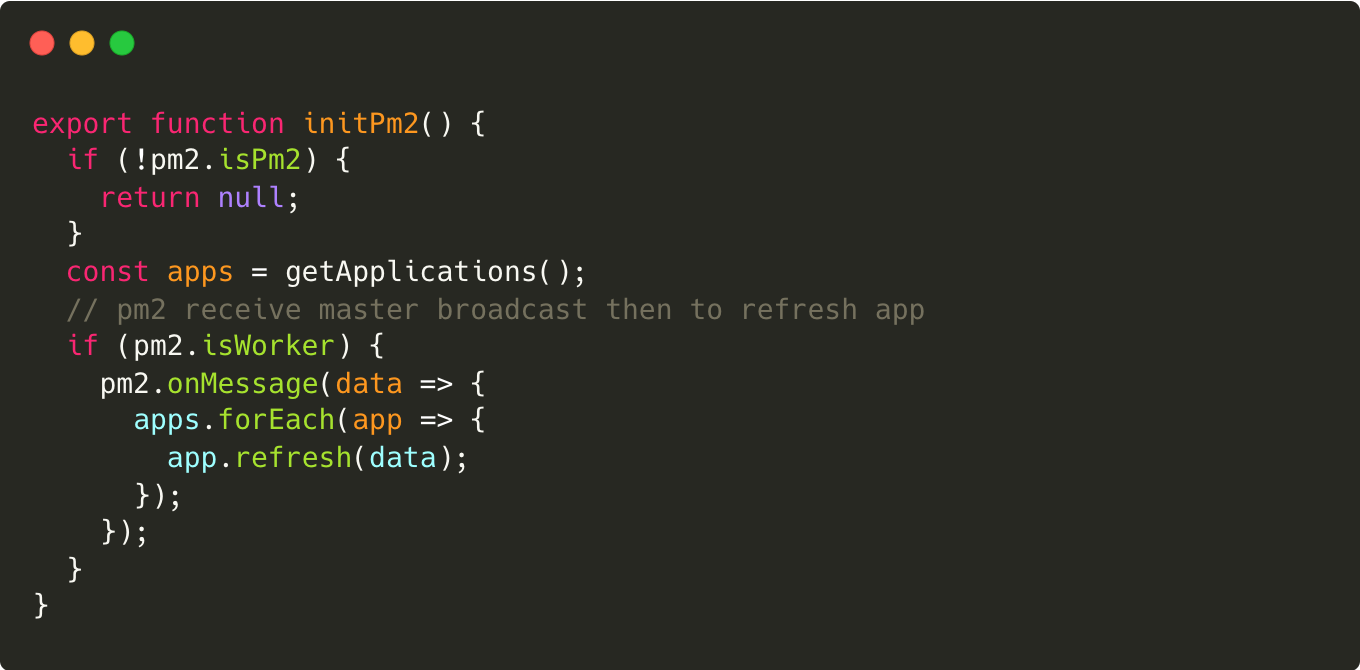 export function initPm2() {
  if (!pm2.isPm2) {
    return null;
  }
  const apps = getApplications();
  // pm2 receive master broadcast then to refresh app
  if (pm2.isWorker) {
    pm2.onMessage(data => {
      apps.forEach(app => {
        app.refresh(data);
      });
    });
  }
}